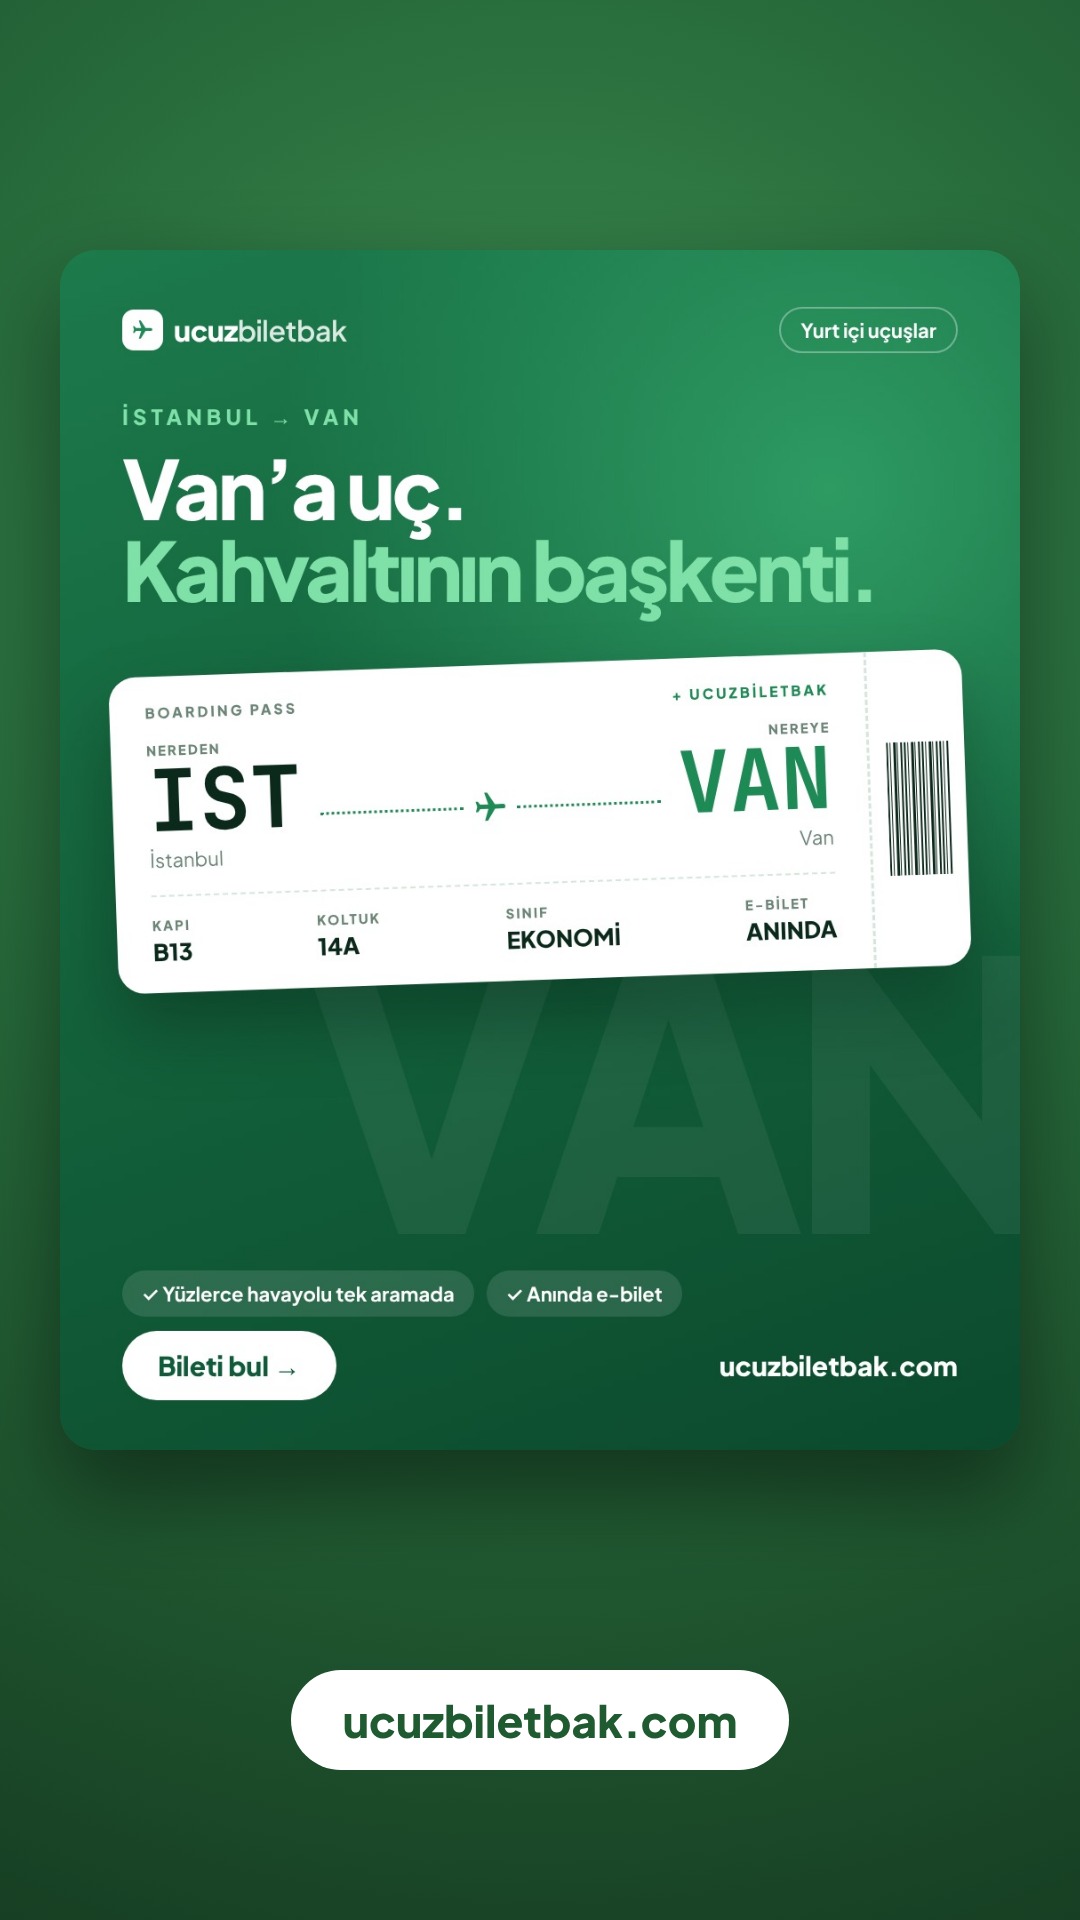 ucuzbiletbak
Yurt içi uçuşlar
İSTANBUL → VAN
Van’a uç.
Kahvaltının başkenti.
BOARDING PASS
+ UCUZBİLETBAK
NEREDEN
NEREYE
IST
VAN
İstanbul
Van
KAPI
KOLTUK
SINIF
E-BİLET
B13
14A
EKONOMİ
ANINDA
VAN
✓ Yüzlerce havayolu tek aramada
✓ Anında e-bilet
Bileti bul →
ucuzbiletbak.com
ucuzbiletbak.com